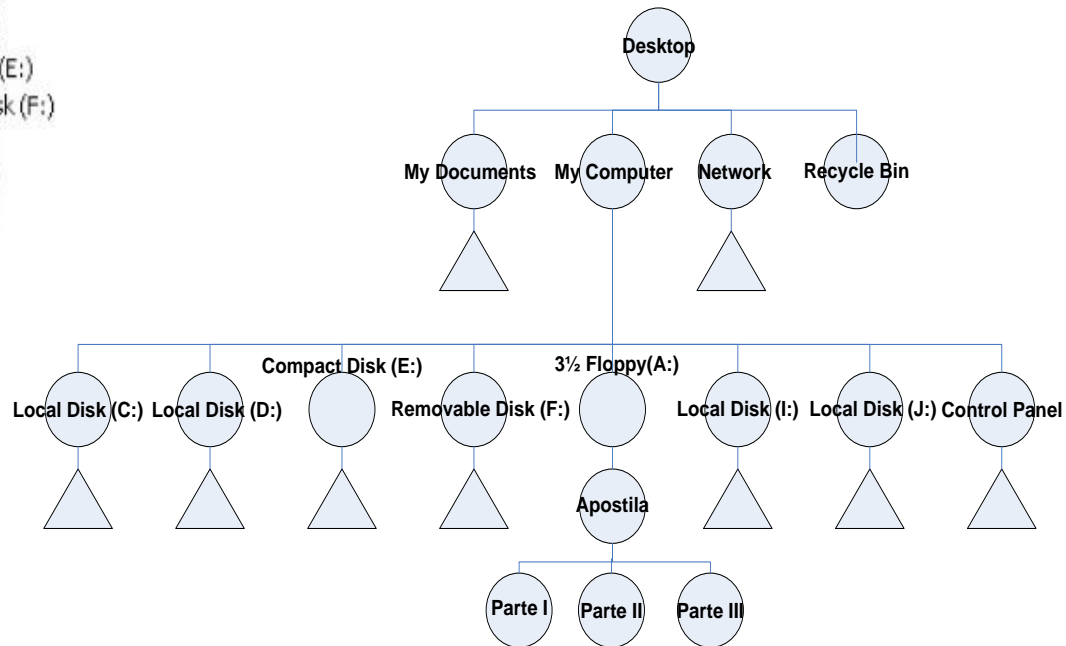 (E:)
sk (F:)
Desktop
My Documents My Computer Network Recycle Bin
Compact Disk (E:) 3½ Floppy(A:)
Local Disk (C:) Local Disk (D:) Removable Disk (F:) Local Disk (I:) Local Disk (J:) Control Panel
Apostila
Parte I Parte II Parte III